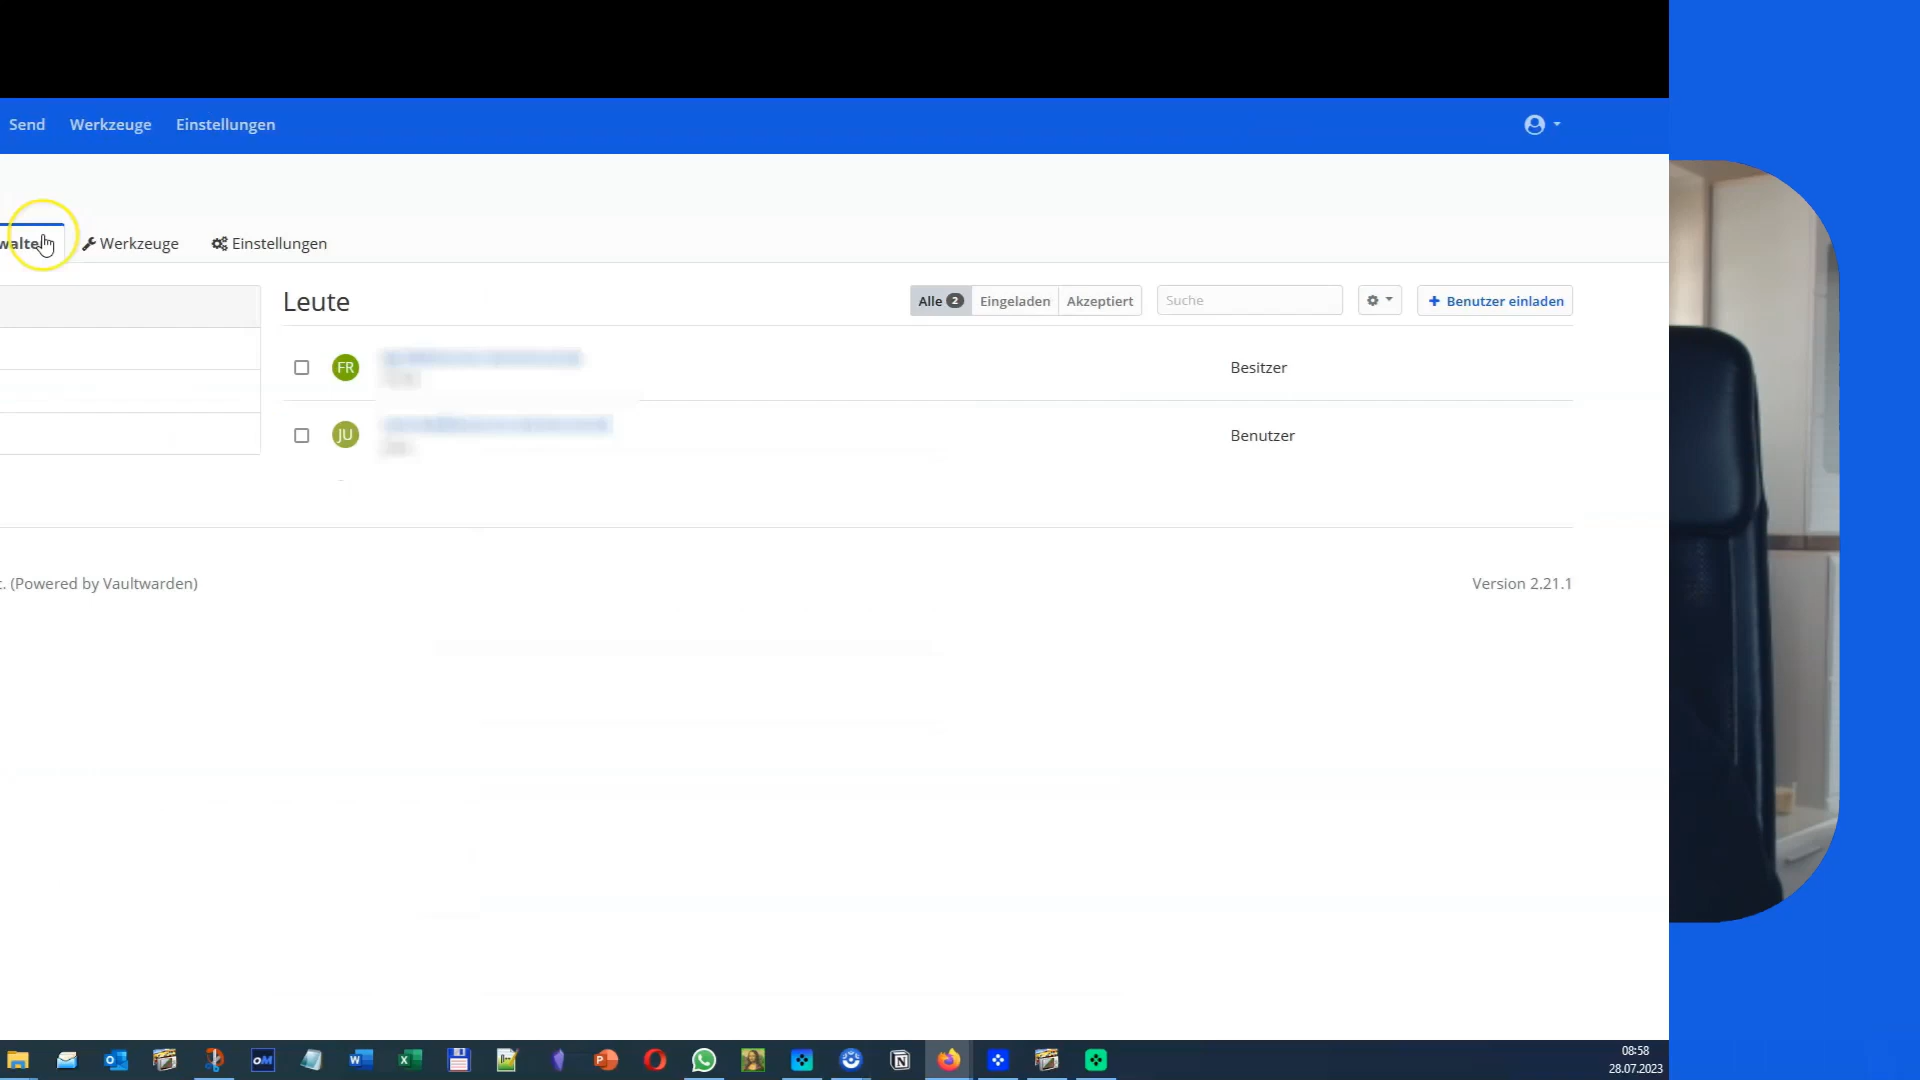 Send Werkzeuge Einstellungen
Werkzeuge Einstellungen
Leute
Alle 2 Eingeladen Akzeptiert Suche + Benutzer einladen
FR Besitzer
JU Benutzer
(Powered by Vaultwarden) Version 2.21.1
08:58
28.07.2023